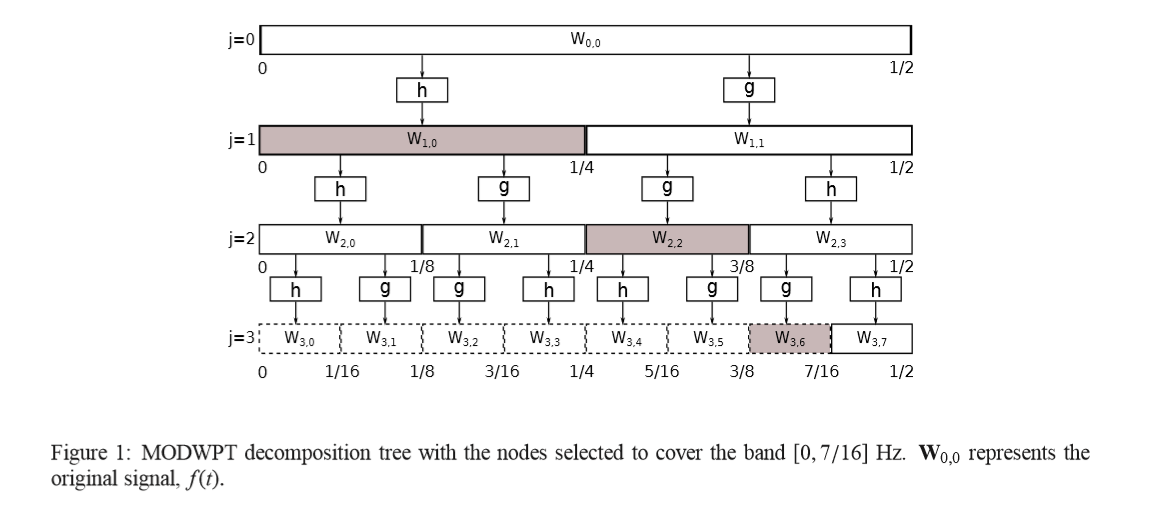 j=0 W0,0
0 1/2
h g
j=1 W1,0 W1,1
0 1/4 1/2
h g g h
j=2 W2,0 W2,1 W2,2 W2,3
0 1/8 1/4 3/8 1/2
h g g h h g g h
j=3 W3,0 W3,1 W3,2 W3,3 W3,4 W3,5 W3,6 W3,7
0 1/16 1/8 3/16 1/4 5/16 3/8 7/16 1/2
Figure 1: MODWPT decomposition tree with the nodes selected to cover the band [0, 7/16] Hz. W0,0 represents the
original signal, f(t).